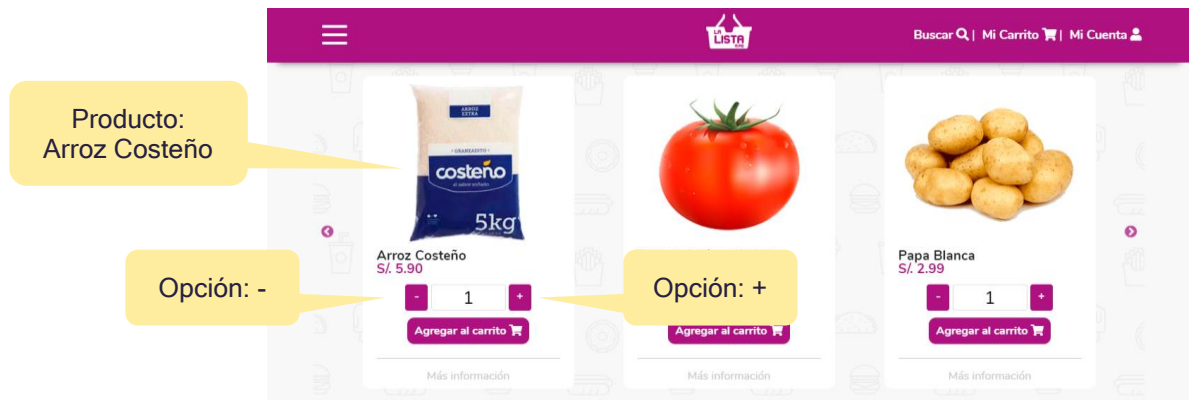 LA
LISTA
Buscar | Mi Carrito | Mi Cuenta
Producto:
Arroz Costeño
ARROZ
EXTRA
GRANEADITO
costeño
5kg
Arroz Costeño
S/. 5.90
Opción: -
- 1 +
Agregar al carrito
Más información
Opción: +
Agregar al carrito
Más información
Papa Blanca
S/. 2.99
- 1 +
Agregar al carrito
Más información